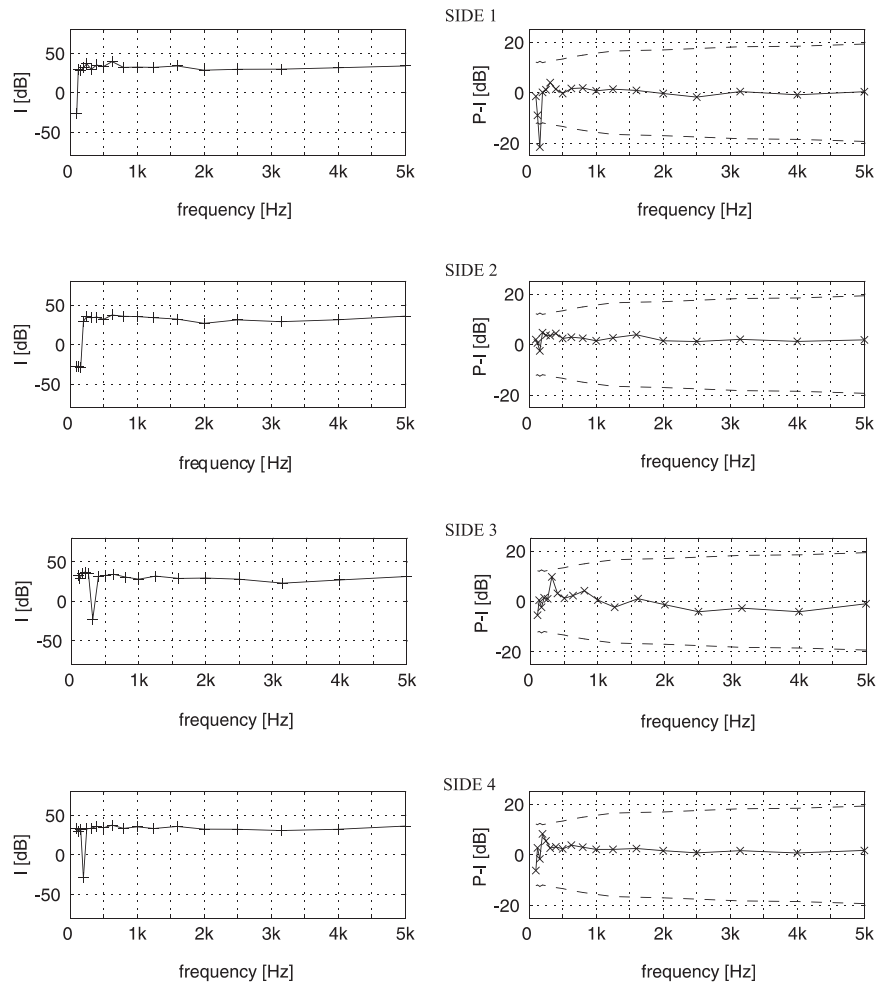 SIDE 1
50
0
-50
I [dB]
0 1k 2k 3k 4k 5k
frequency [Hz]
20
0
-20
P-I [dB]
0 1k 2k 3k 4k 5k
frequency [Hz]
SIDE 2
50
0
-50
I [dB]
0 1k 2k 3k 4k 5k
frequency [Hz]
20
0
-20
P-I [dB]
0 1k 2k 3k 4k 5k
frequency [Hz]
SIDE 3
50
0
-50
I [dB]
0 1k 2k 3k 4k 5k
frequency [Hz]
20
0
-20
P-I [dB]
0 1k 2k 3k 4k 5k
frequency [Hz]
SIDE 4
50
0
-50
I [dB]
0 1k 2k 3k 4k 5k
frequency [Hz]
20
0
-20
P-I [dB]
0 1k 2k 3k 4k 5k
frequency [Hz]